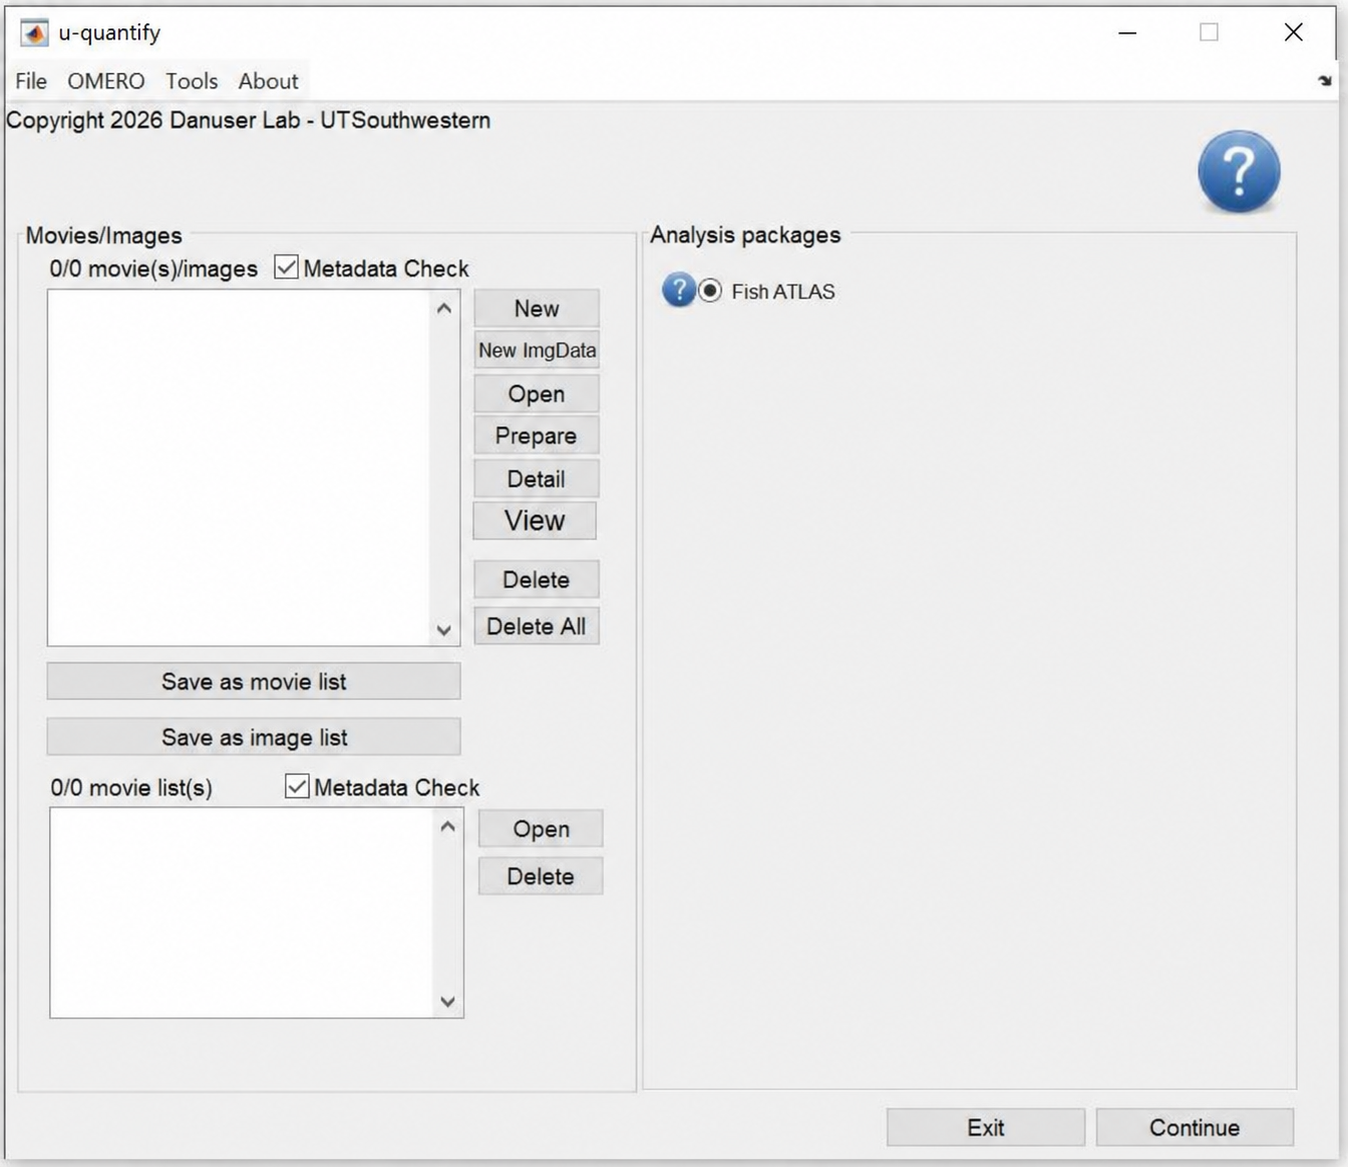 u-quantify
File OMERO Tools About
Copyright 2026 Danuser Lab - UTSouthwestern
?
Movies/Images
0/0 movie(s)/images Metadata Check
New
New ImgData
Open
Prepare
Detail
View
Delete
Delete All
Save as movie list
Save as image list
0/0 movie list(s) Metadata Check
Open
Delete
Analysis packages
? Fish ATLAS
Exit Continue